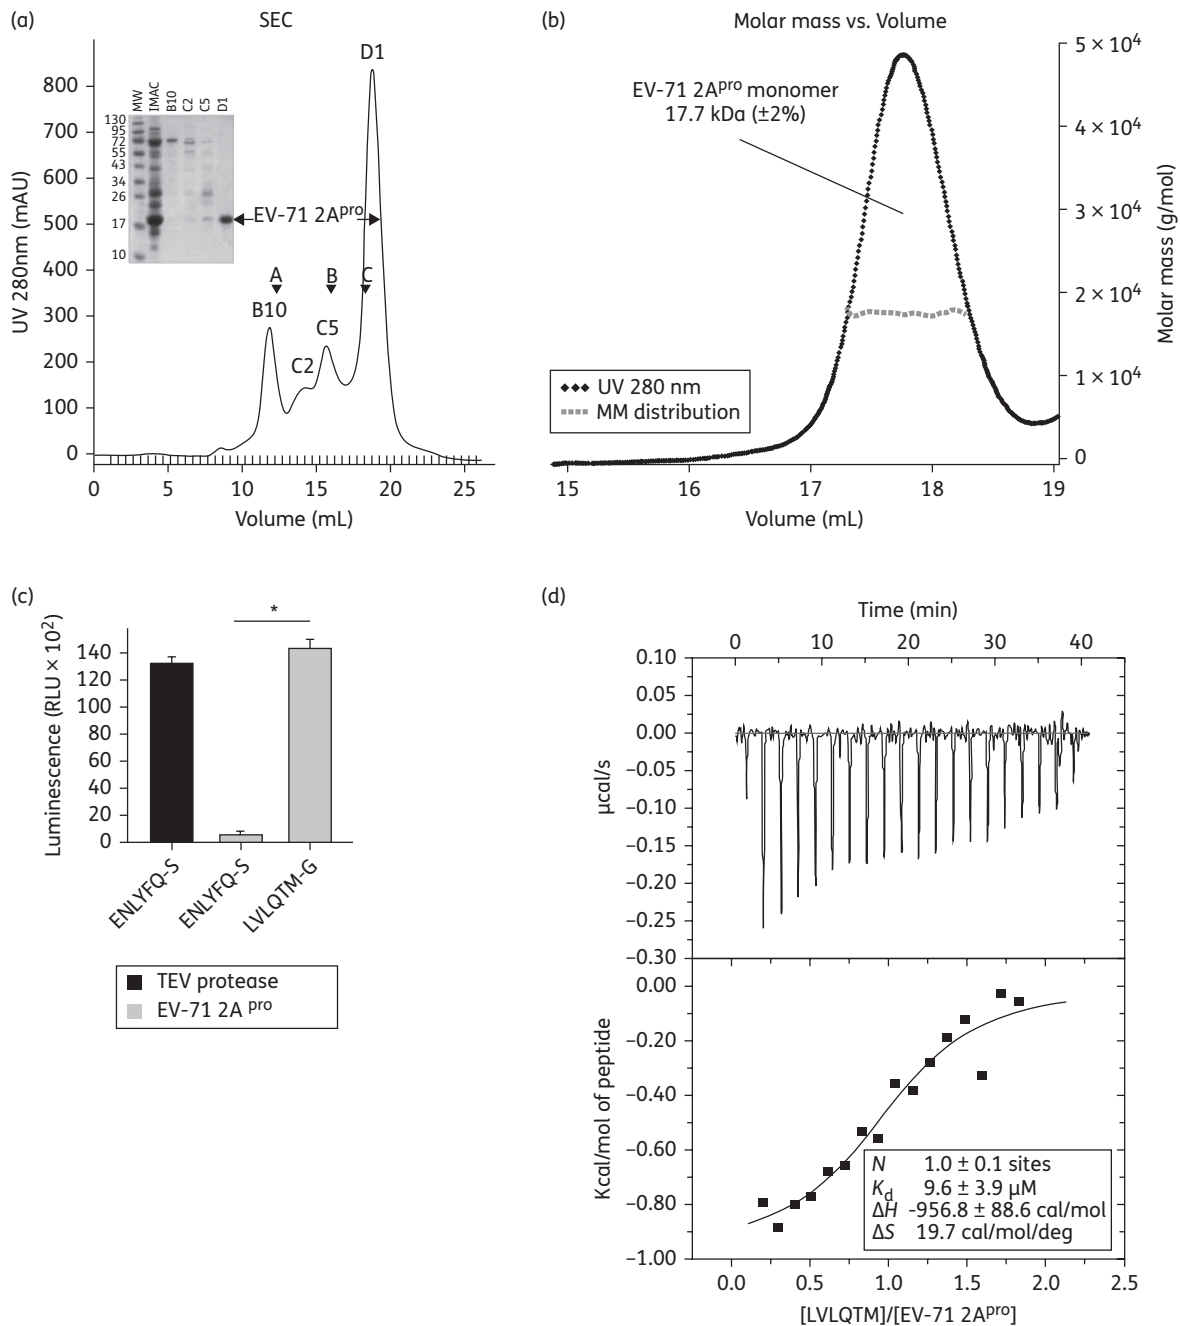 (a)
SEC
UV 280nm (mAU)
800
700
600
500
400
300
200
100
0
0 5 10 15 20 25
Volume (mL)
MW IMAC B10 C2 C5 D1
130
95
72
55
43
34
26
17
10
EV-71 2Apro
A B C
B10
C2
C5
D1
(b)
Molar mass vs. Volume
EV-71 2Apro monomer
17.7 kDa (±2%)
UV 280 nm
MM distribution
5 × 10⁴
4 × 10⁴
3 × 10⁴
2 × 10⁴
1 × 10⁴
0
Molar mass (g/mol)
15 16 17 18 19
Volume (mL)
(c)
Luminescence (RLU × 10²)
140
120
100
80
60
40
20
0
*
ENLYFQ-S
ENLYFQ-S
LVLQTM-G
TEV protease
EV-71 2A pro
(d)
Time (min)
0 10 20 30 40
0.10
0.05
0.00
−0.05
−0.10
−0.15
−0.20
−0.25
−0.30
µcal/s
0.00
−0.20
−0.40
−0.60
−0.80
−1.00
Kcal/mol of peptide
N 1.0 ± 0.1 sites
Kd 9.6 ± 3.9 µM
ΔH -956.8 ± 88.6 cal/mol
ΔS 19.7 cal/mol/deg
0.0 0.5 1.0 1.5 2.0 2.5
[LVLQTM]/[EV-71 2Apro]